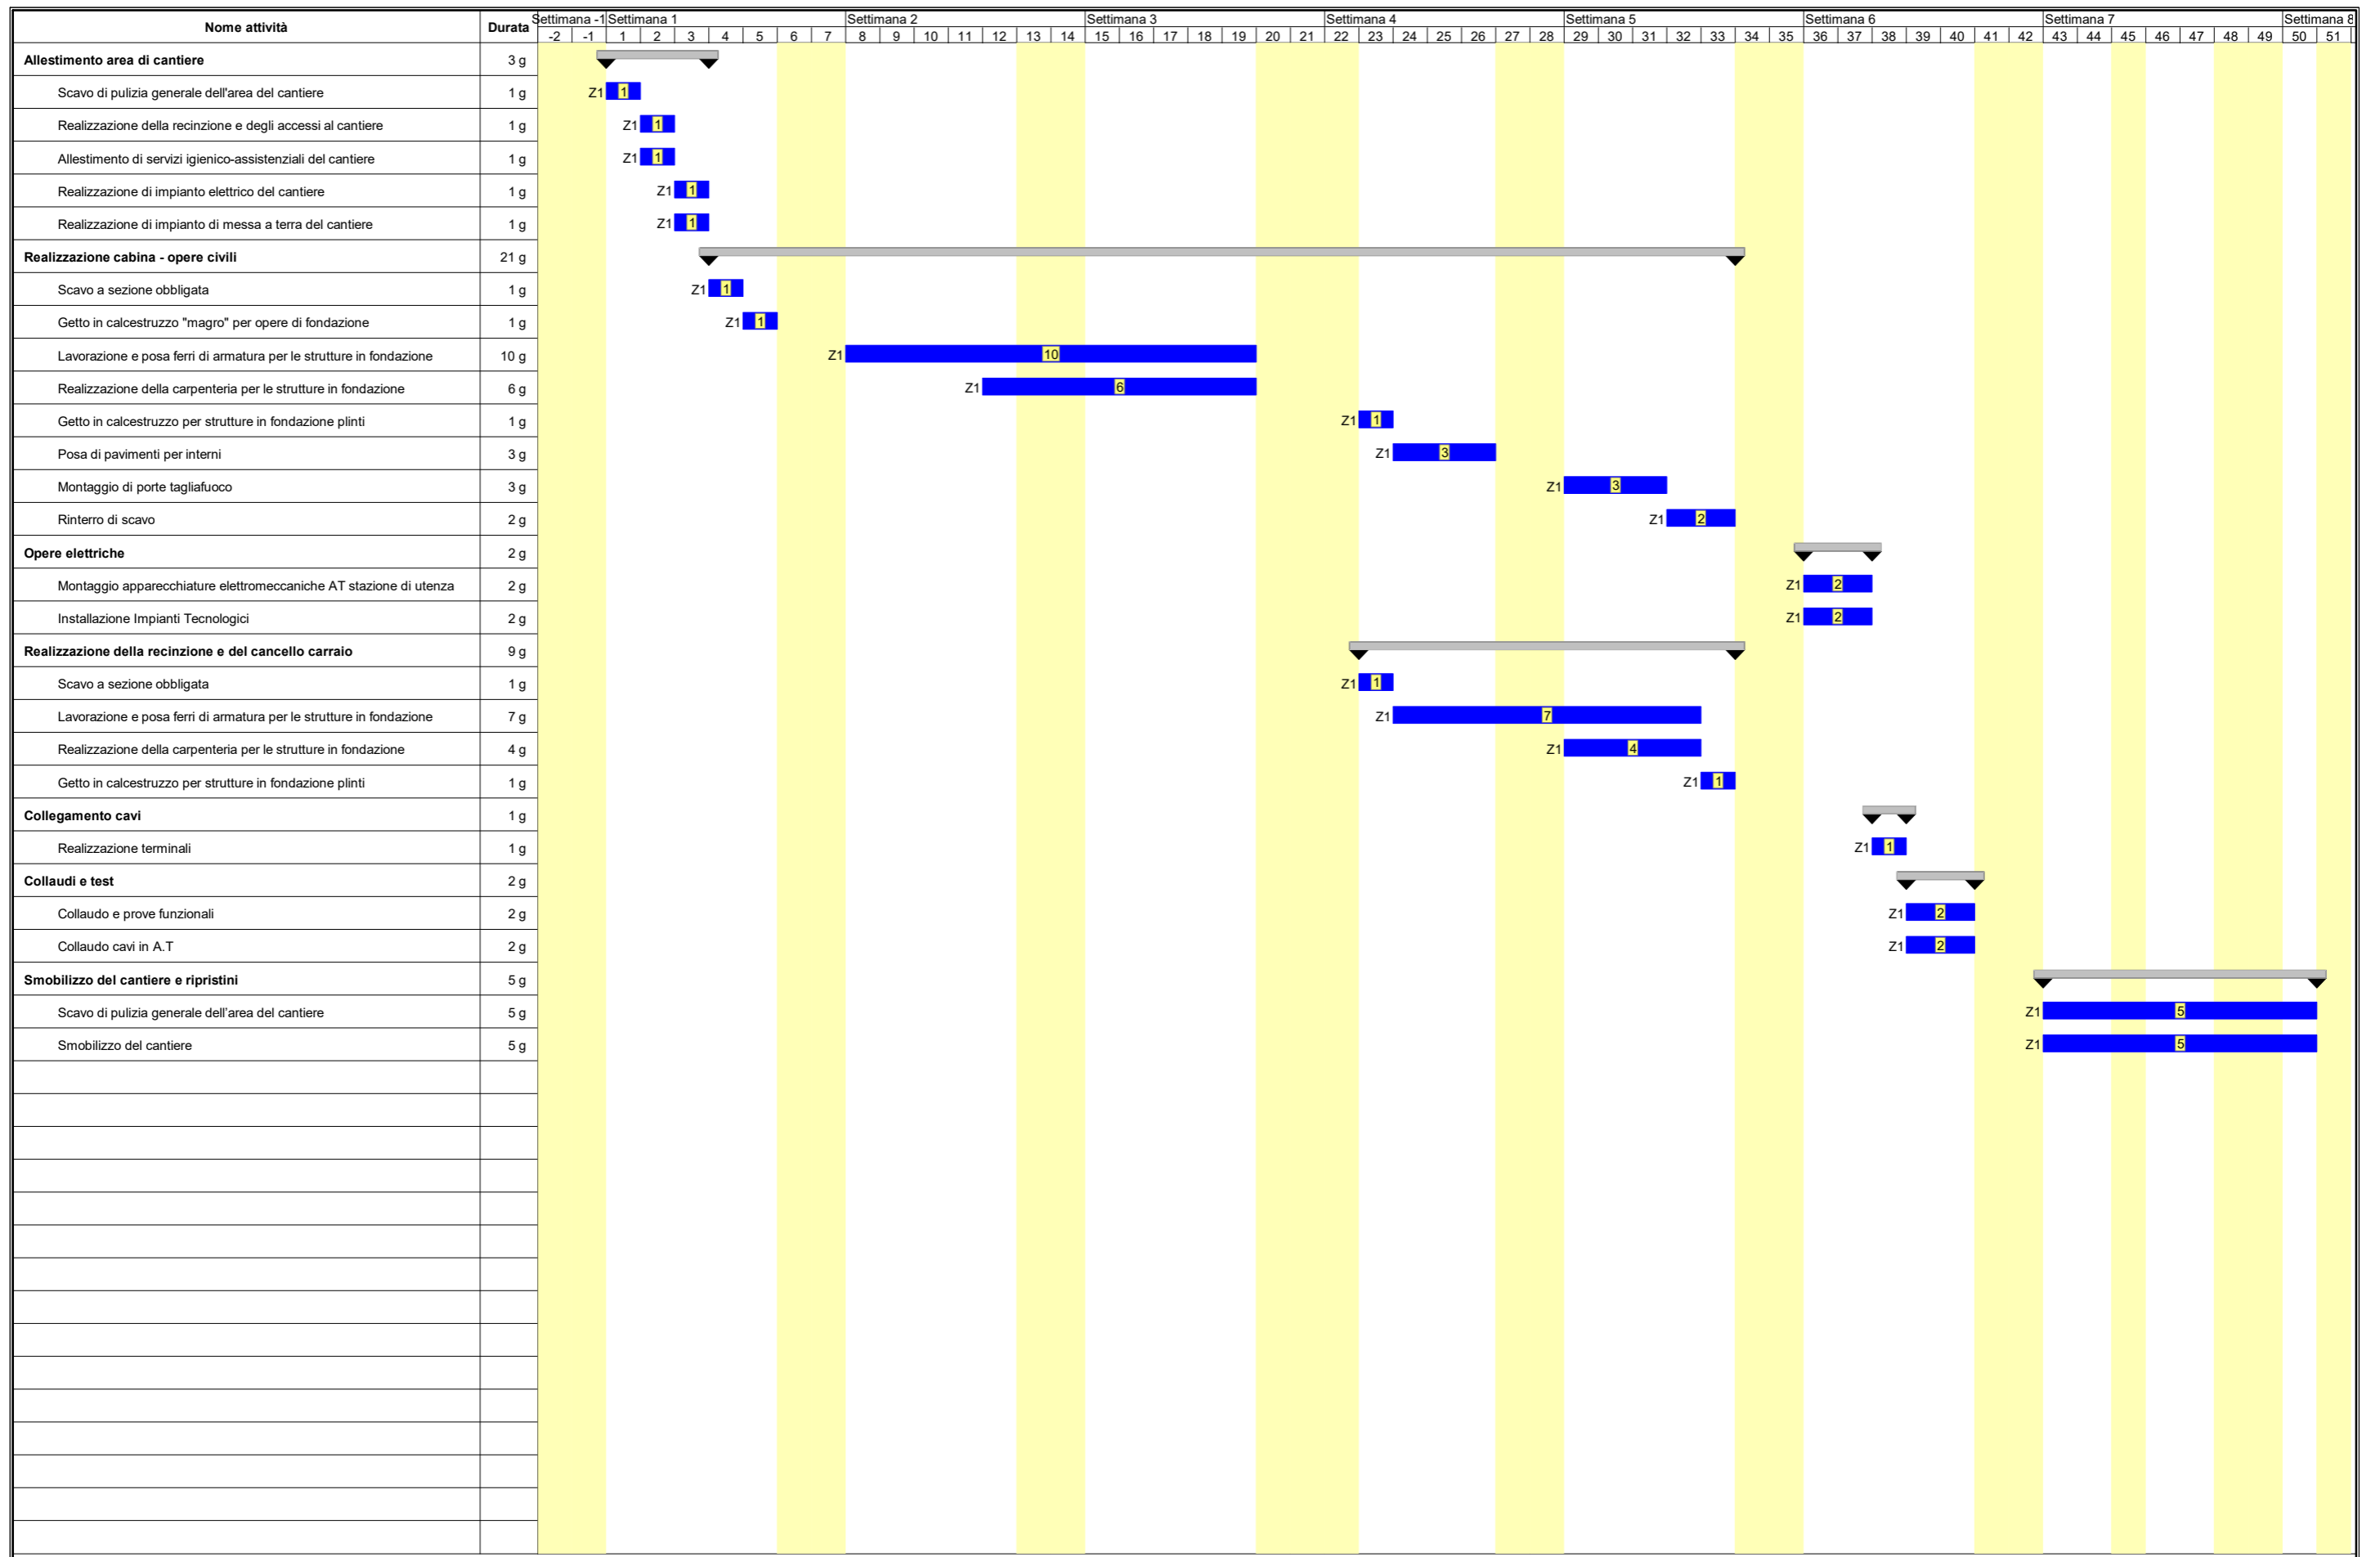 Nome attività Durata Settimana -1 Settimana 1 Settimana 2 Settimana 3 Settimana 4 Settimana 5 Settimana 6 Settimana 7 Settimana 8
-2 -1 1 2 3 4 5 6 7 8 9 10 11 12 13 14 15 16 17 18 19 20 21 22 23 24 25 26 27 28 29 30 31 32 33 34 35 36 37 38 39 40 41 42 43 44 45 46 47 48 49 50 51
Allestimento area di cantiere 3 g
Scavo di pulizia generale dell'area del cantiere 1 g Z1 1
Realizzazione della recinzione e degli accessi al cantiere 1 g Z1 1
Allestimento di servizi igienico-assistenziali del cantiere 1 g Z1 1
Realizzazione di impianto elettrico del cantiere 1 g Z1 1
Realizzazione di impianto di messa a terra del cantiere 1 g Z1 1
Realizzazione cabina - opere civili 21 g
Scavo a sezione obbligata 1 g Z1 1
Getto in calcestruzzo "magro" per opere di fondazione 1 g Z1 1
Lavorazione e posa ferri di armatura per le strutture in fondazione 10 g Z1 10
Realizzazione della carpenteria per le strutture in fondazione 6 g Z1 6
Getto in calcestruzzo per strutture in fondazione plinti 1 g Z1 1
Posa di pavimenti per interni 3 g Z1 3
Montaggio di porte tagliafuoco 3 g Z1 3
Rinterro di scavo 2 g Z1 2
Opere elettriche 2 g
Montaggio apparecchiature elettromeccaniche AT stazione di utenza 2 g Z1 2
Installazione Impianti Tecnologici 2 g Z1 2
Realizzazione della recinzione e del cancello carraio 9 g
Scavo a sezione obbligata 1 g Z1 1
Lavorazione e posa ferri di armatura per le strutture in fondazione 7 g Z1 7
Realizzazione della carpenteria per le strutture in fondazione 4 g Z1 4
Getto in calcestruzzo per strutture in fondazione plinti 1 g Z1 1
Collegamento cavi 1 g
Realizzazione terminali 1 g Z1 1
Collaudi e test 2 g
Collaudo e prove funzionali 2 g Z1 2
Collaudo cavi in A.T 2 g Z1 2
Smobilizzo del cantiere e ripristini 5 g
Scavo di pulizia generale dell'area del cantiere 5 g Z1 5
Smobilizzo del cantiere 5 g Z1 5